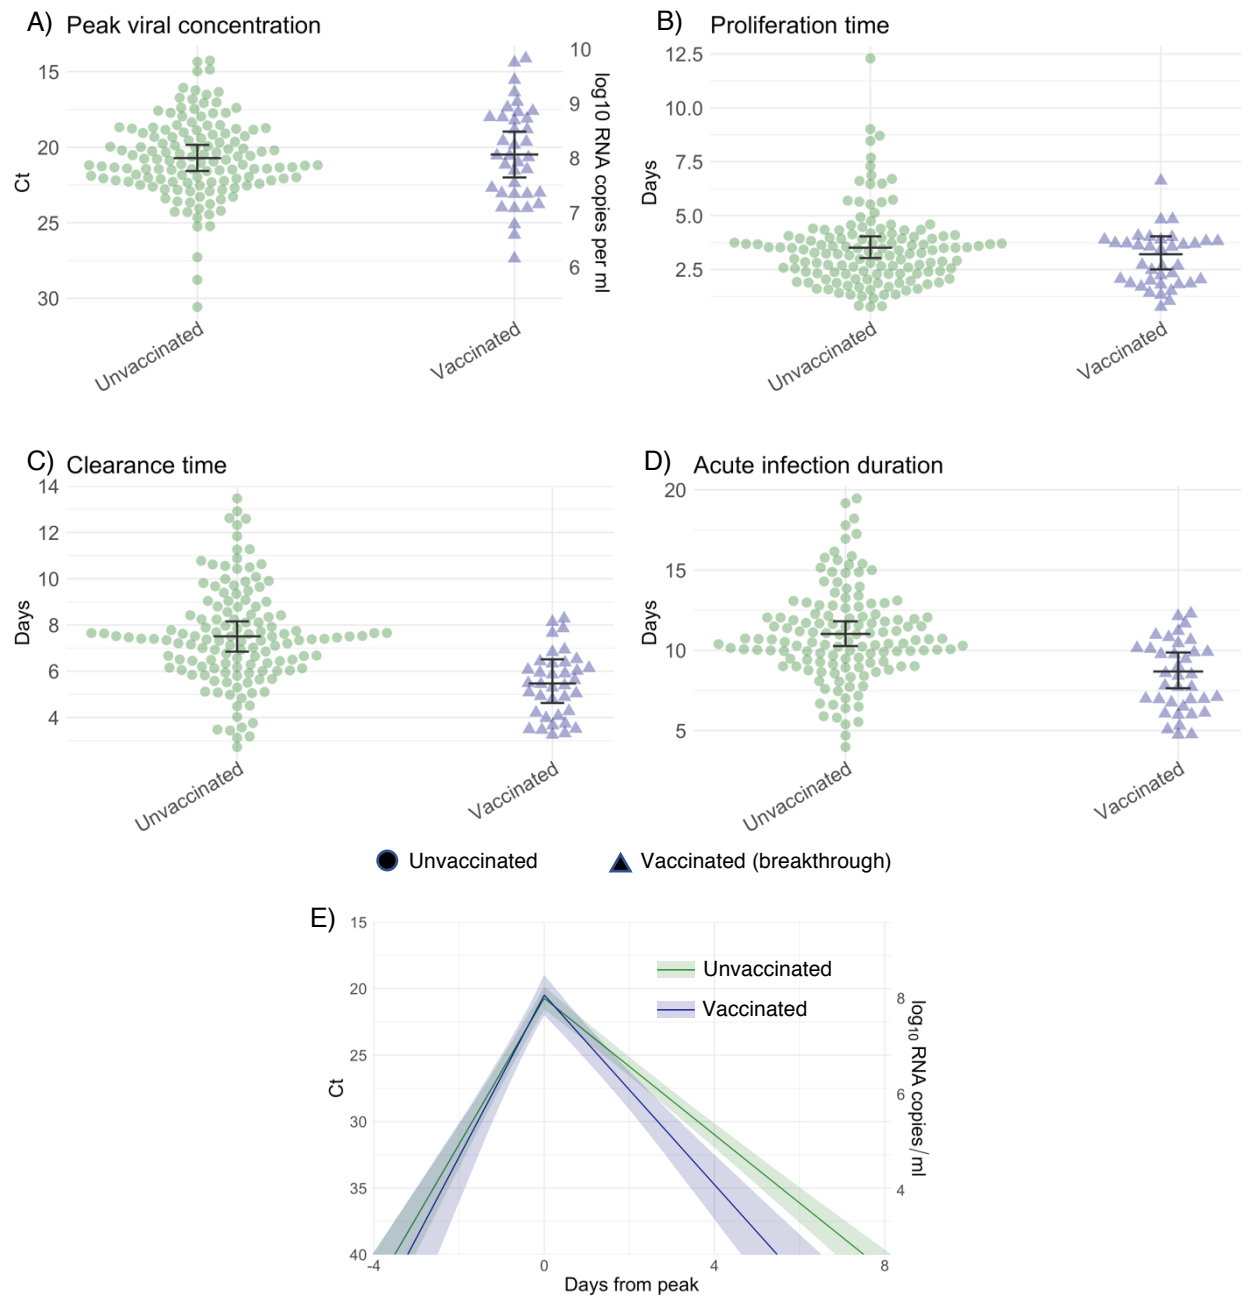 A) Peak viral concentration
15
20
25
30
Ct
10
9
8
7
6
log10 RNA copies per ml
Unvaccinated
Vaccinated
B) Proliferation time
12.5
10.0
7.5
5.0
2.5
Days
Unvaccinated
Vaccinated
C) Clearance time
14
12
10
8
6
4
Days
Unvaccinated
Vaccinated
D) Acute infection duration
20
15
10
5
Days
Unvaccinated
Vaccinated
Unvaccinated
Vaccinated (breakthrough)
E)
15
20
25
30
35
40
Ct
Unvaccinated
Vaccinated
8
6
4
log10 RNA copies/ml
-4
0
4
8
Days from peak